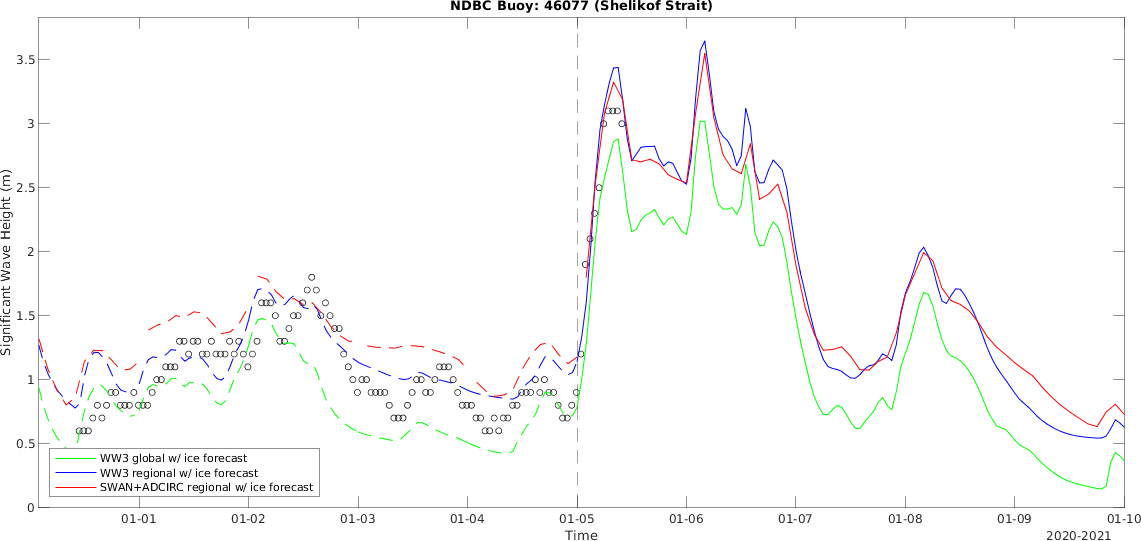 NDBC Buoy: 46077 (Shelikof Strait)
Significant Wave Height (m)
3.5
3
2.5
2
1.5
1
0.5
0
WW3 global w/ ice forecast
WW3 regional w/ ice forecast
SWAN+ADCIRC regional w/ ice forecast
01-01 01-02 01-03 01-04 01-05 01-06 01-07 01-08 01-09 01-10
Time
2020-2021